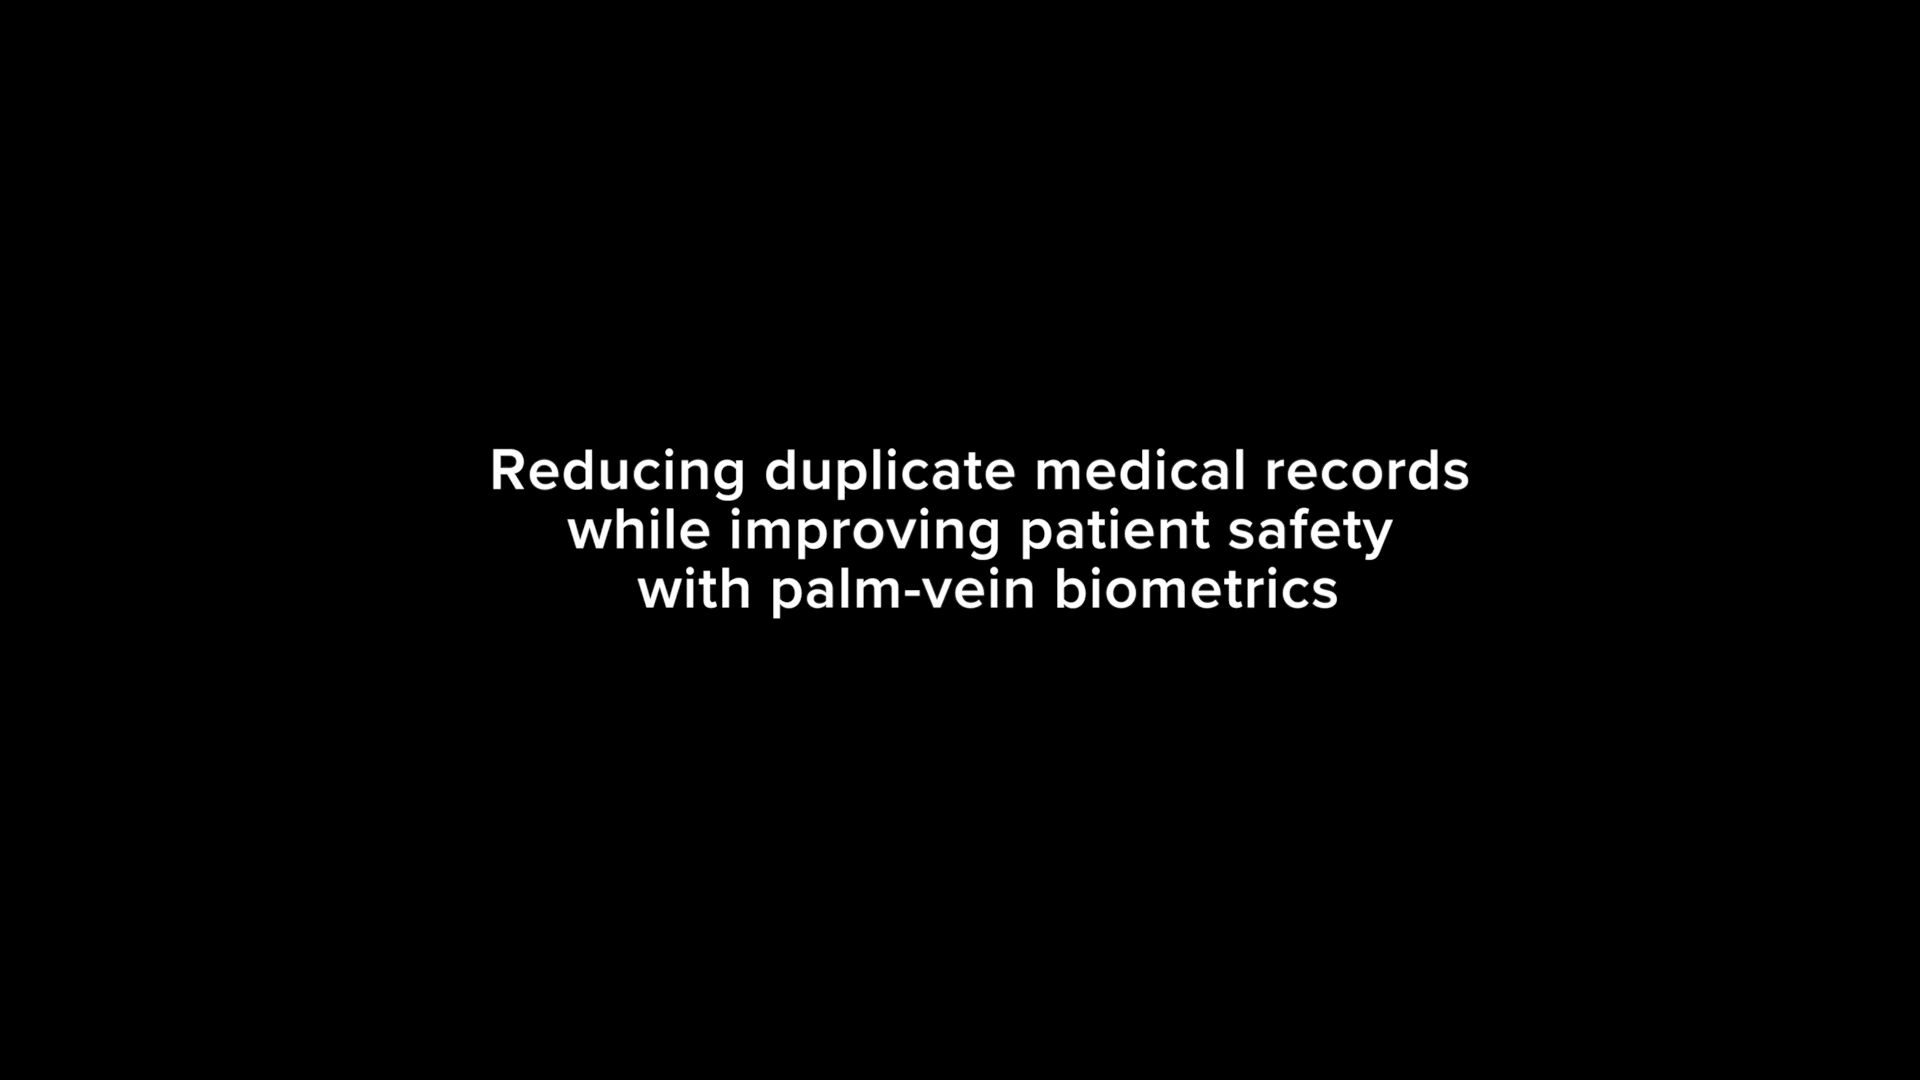 Reducing duplicate medical records
while improving patient safety
with palm-vein biometrics